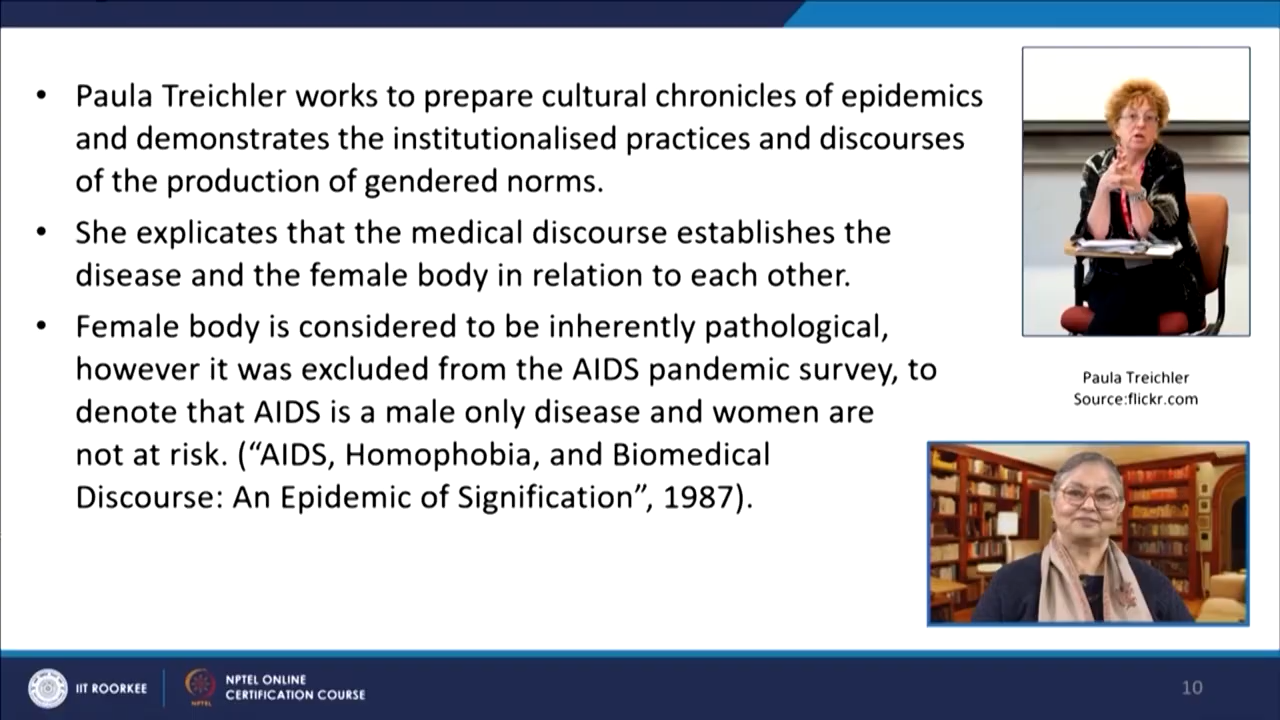 • Paula Treichler works to prepare cultural chronicles of epidemics
and demonstrates the institutionalised practices and discourses
of the production of gendered norms.
• She explicates that the medical discourse establishes the
disease and the female body in relation to each other.
• Female body is considered to be inherently pathological,
however it was excluded from the AIDS pandemic survey, to
denote that AIDS is a male only disease and women are
not at risk. (“AIDS, Homophobia, and Biomedical
Discourse: An Epidemic of Signification”, 1987).
Paula Treichler
Source:flickr.com
IIT ROORKEE
NPTEL
NPTEL ONLINE
CERTIFICATION COURSE
10